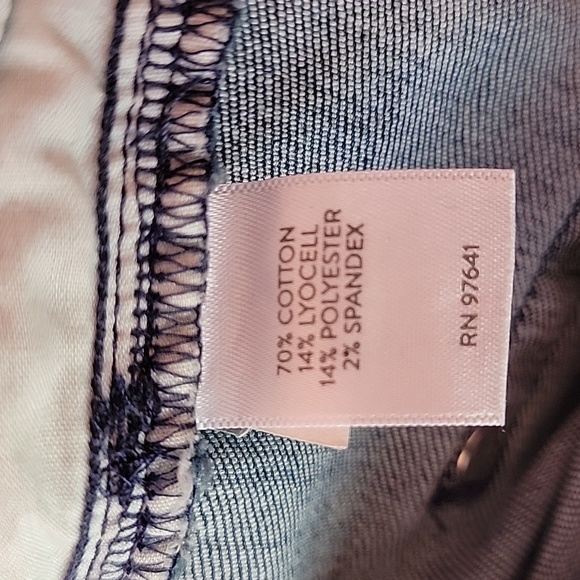 70% COTTON
14% LYOCELL
14% POLYESTER
2% SPANDEX
RN 97641